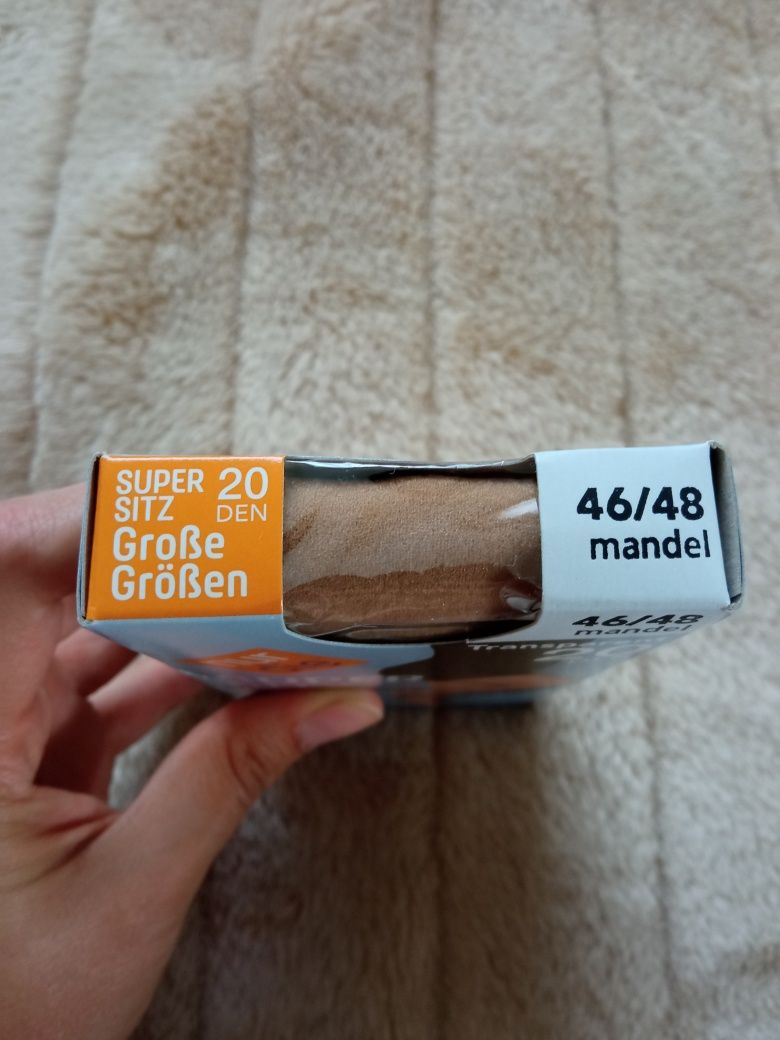 SUPER
SITZ
20
DEN
Große
Größen
46/48
mandel
46/48
mandel